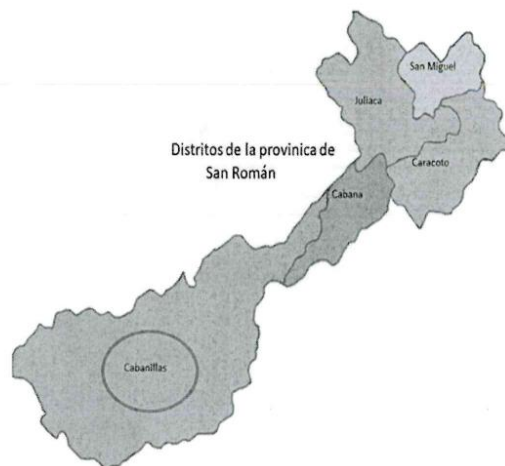 San Miguel
Juliaca
Distritos de la provinica de
San Román
Caracoto
Cabana
Cabanillas